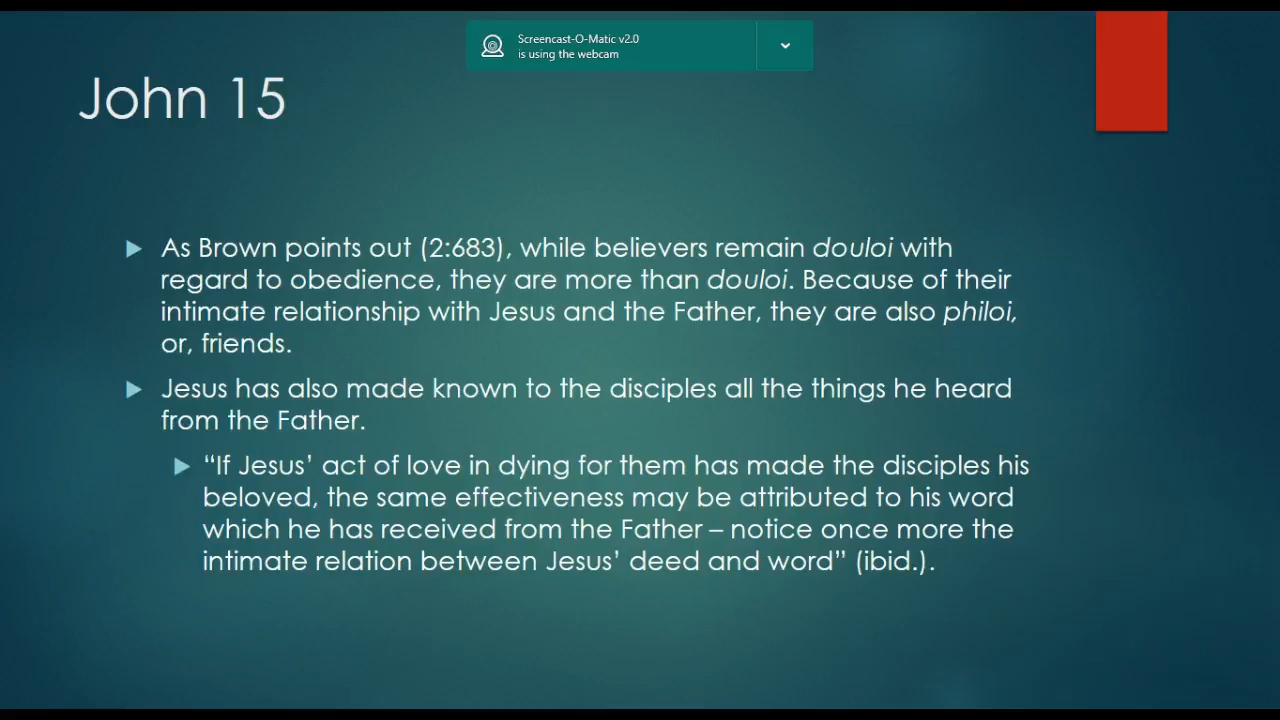 Screencast-O-Matic v2.0
is using the webcam
John 15
As Brown points out (2:683), while believers remain douloi with
regard to obedience, they are more than douloi. Because of their
intimate relationship with Jesus and the Father, they are also philoi,
or, friends.
Jesus has also made known to the disciples all the things he heard
from the Father.
“If Jesus’ act of love in dying for them has made the disciples his
beloved, the same effectiveness may be attributed to his word
which he has received from the Father – notice once more the
intimate relation between Jesus’ deed and word” (ibid.).